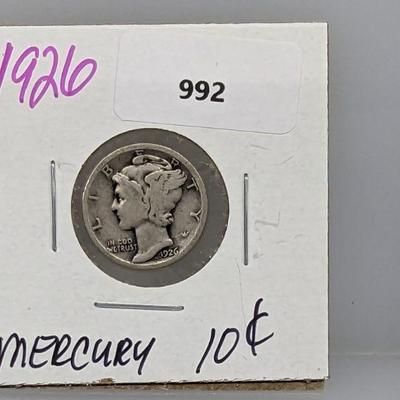 1926
992
LIBERTY
IN GOD
WE TRUST
1926
MERCURY 10¢